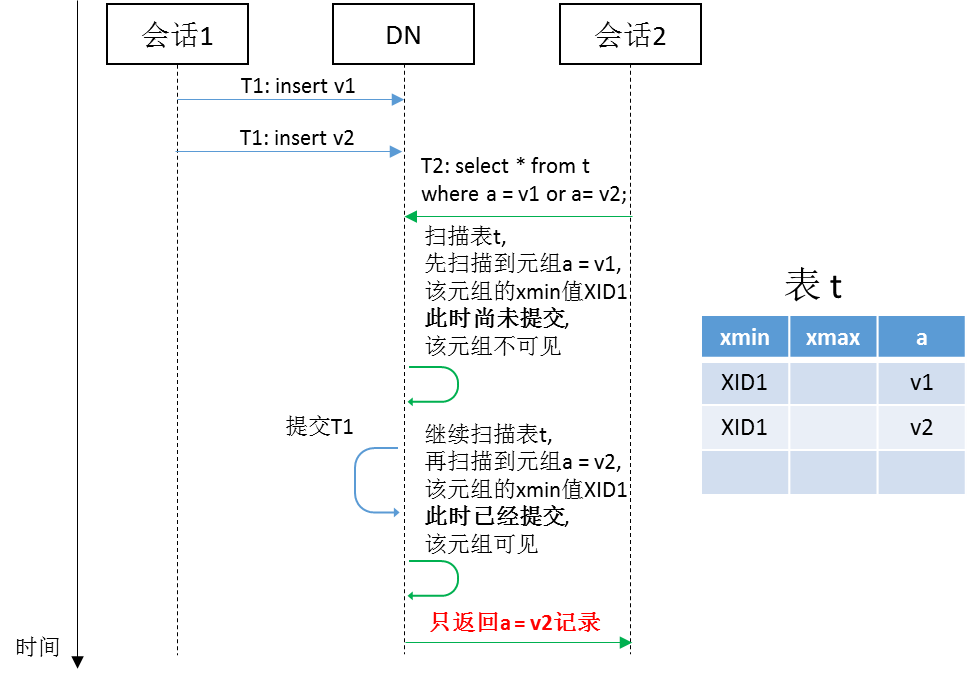 会话1
DN
会话2
T1: insert v1
T1: insert v2
T2: select * from t
where a = v1 or a= v2;
扫描表t,
先扫描到元组a = v1,
该元组的xmin值XID1
此时尚未提交,
该元组不可见
提交T1
继续扫描表t,
再扫描到元组a = v2,
该元组的xmin值XID1
此时已经提交,
该元组可见
只返回a = v2记录
时间
表 t
xmin xmax a
XID1 v1
XID1 v2